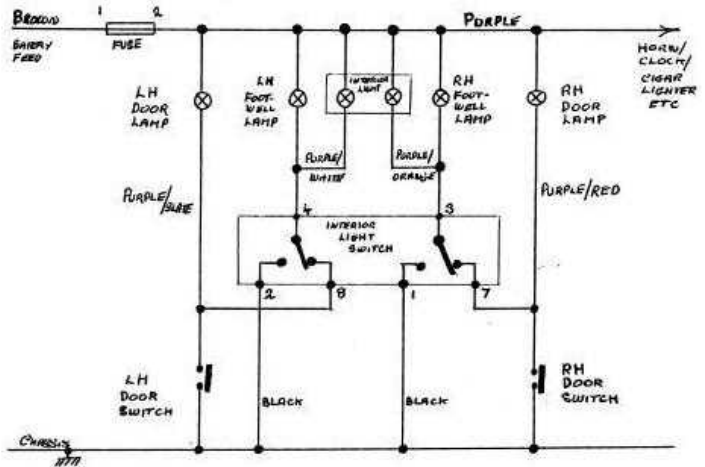 BROWN
BATTERY
FEED
1
2
FUSE
PURPLE
HORN/
CLOCK/
CIGAR
LIGHTER
ETC
LH
DOOR
LAMP
LH
FOOT-
WELL
LAMP
INTERIOR
LIGHT
RH
FOOT-
WELL
LAMP
RH
DOOR
LAMP
PURPLE/
WHITE
PURPLE/
ORANGE
PURPLE/
SLATE
PURPLE/RED
4
3
INTERIOR
LIGHT
SWITCH
2
8
1
7
LH
DOOR
SWITCH
BLACK
BLACK
RH
DOOR
SWITCH
CHASSIS